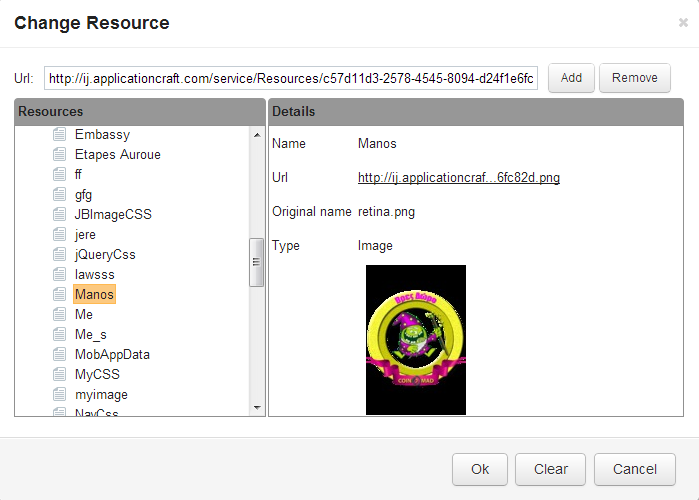 Change Resource
Url: http://ij.applicationcraft.com/service/Resources/c57d11d3-2578-4545-8094-d24f1e6fc Add Remove
Resources
Embassy
Etapes Auroue
ff
gfg
JBImageCSS
jere
jQueryCss
lawsss
Manos
Me
Me_s
MobAppData
MyCSS
myimage
NavCss
Details
Name Manos
Url http://ij.applicationcraf...6fc82d.png
Original name retina.png
Type Image
Βρες Δώρο
COIN MAD
Ok Clear Cancel